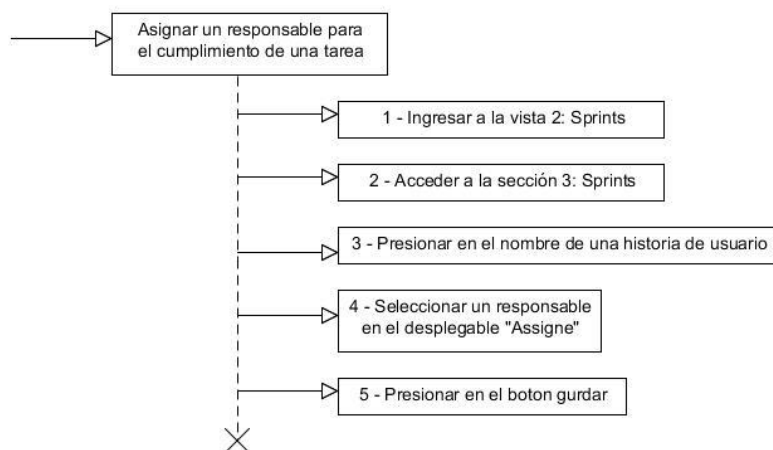 Asignar un responsable para
el cumplimiento de una tarea
1 - Ingresar a la vista 2: Sprints
2 - Acceder a la sección 3: Sprints
3 - Presionar en el nombre de una historia de usuario
4 - Seleccionar un responsable
en el desplegable "Assigne"
5 - Presionar en el boton gurdar